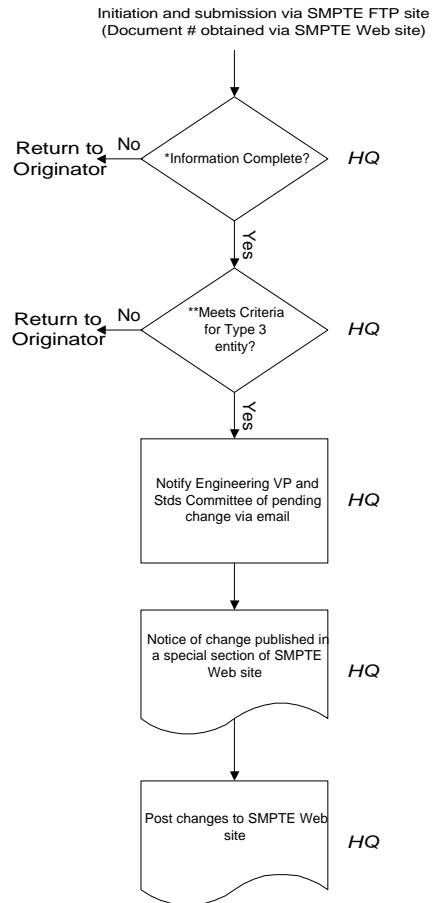 Initiation and submission via SMPTE FTP site
(Document # obtained via SMPTE Web site)
Return to
Originator
No
*Information Complete?
HQ
Yes
Return to
Originator
No
**Meets Criteria
for Type 3
entity?
HQ
Yes
Notify Engineering VP and
Stds Committee of pending
change via email
HQ
Notice of change published in
a special section of SMPTE
Web site
HQ
Post changes to SMPTE Web
site
HQ